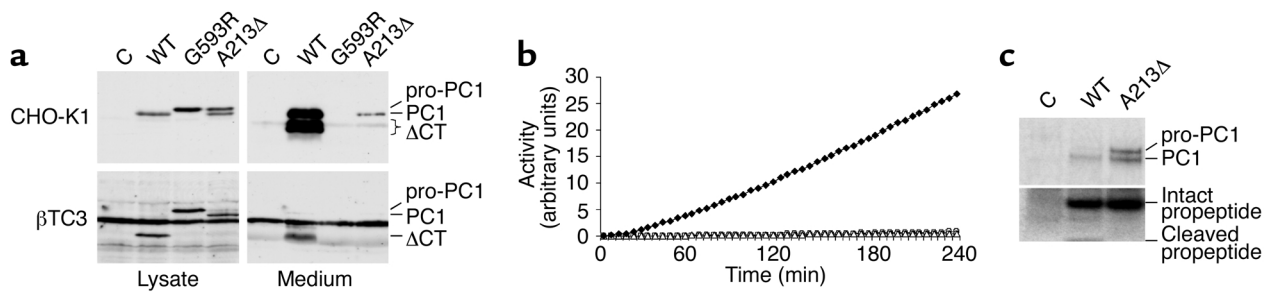 a
C
WT
G593R
A213Δ
C
WT
G593R
A213Δ
CHO-K1
pro-PC1
PC1
ΔCT
βTC3
pro-PC1
PC1
ΔCT
Lysate
Medium
b
Activity
(arbitrary units)
30
25
20
15
10
5
0
0
60
120
180
240
Time (min)
c
C
WT
A213Δ
pro-PC1
PC1
Intact
propeptide
Cleaved
propeptide